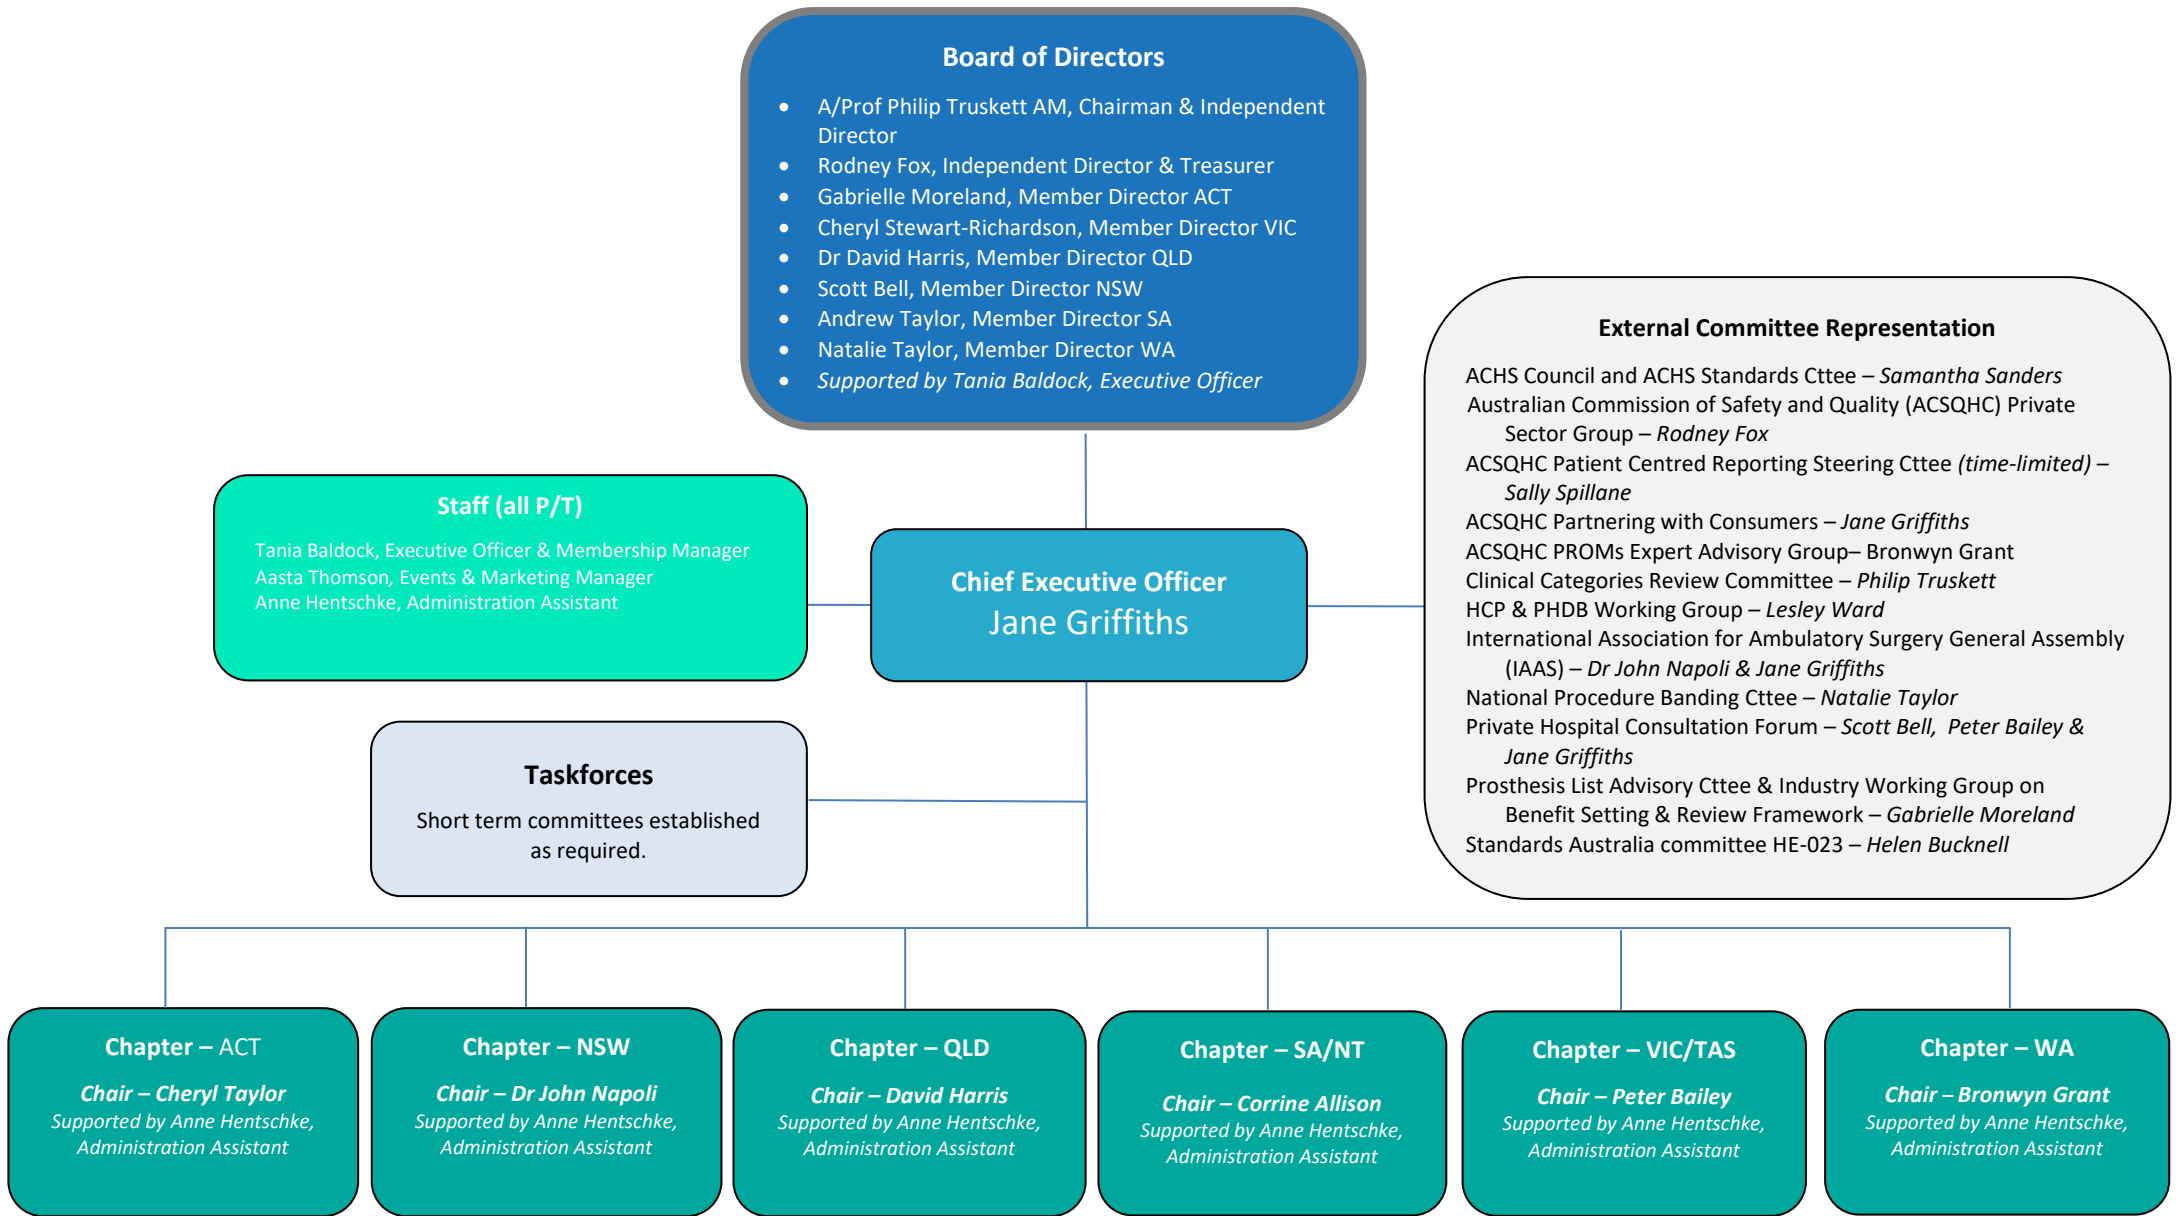 Board of Directors
• A/Prof Philip Truskett AM, Chairman & Independent
Director
• Rodney Fox, Independent Director & Treasurer
• Gabrielle Moreland, Member Director ACT
• Cheryl Stewart-Richardson, Member Director VIC
• Dr David Harris, Member Director QLD
• Scott Bell, Member Director NSW
• Andrew Taylor, Member Director SA
• Natalie Taylor, Member Director WA
• Supported by Tania Baldock, Executive Officer
Staff (all P/T)
Tania Baldock, Executive Officer & Membership Manager
Aasta Thomson, Events & Marketing Manager
Anne Hentschke, Administration Assistant
Chief Executive Officer
Jane Griffiths
External Committee Representation
ACHS Council and ACHS Standards Cttee – Samantha Sanders
Australian Commission of Safety and Quality (ACSQHC) Private
Sector Group – Rodney Fox
ACSQHC Patient Centred Reporting Steering Cttee (time-limited) –
Sally Spillane
ACSQHC Partnering with Consumers – Jane Griffiths
ACSQHC PROMs Expert Advisory Group– Bronwyn Grant
Clinical Categories Review Committee – Philip Truskett
HCP & PHDB Working Group – Lesley Ward
International Association for Ambulatory Surgery General Assembly
(IAAS) – Dr John Napoli & Jane Griffiths
National Procedure Banding Cttee – Natalie Taylor
Private Hospital Consultation Forum – Scott Bell, Peter Bailey &
Jane Griffiths
Prosthesis List Advisory Cttee & Industry Working Group on
Benefit Setting & Review Framework – Gabrielle Moreland
Standards Australia committee HE-023 – Helen Bucknell
Taskforces
Short term committees established
as required.
Chapter – ACT
Chair – Cheryl Taylor
Supported by Anne Hentschke,
Administration Assistant
Chapter – NSW
Chair – Dr John Napoli
Supported by Anne Hentschke,
Administration Assistant
Chapter – QLD
Chair – David Harris
Supported by Anne Hentschke,
Administration Assistant
Chapter – SA/NT
Chair – Corrine Allison
Supported by Anne Hentschke,
Administration Assistant
Chapter – VIC/TAS
Chair – Peter Bailey
Supported by Anne Hentschke,
Administration Assistant
Chapter – WA
Chair – Bronwyn Grant
Supported by Anne Hentschke,
Administration Assistant